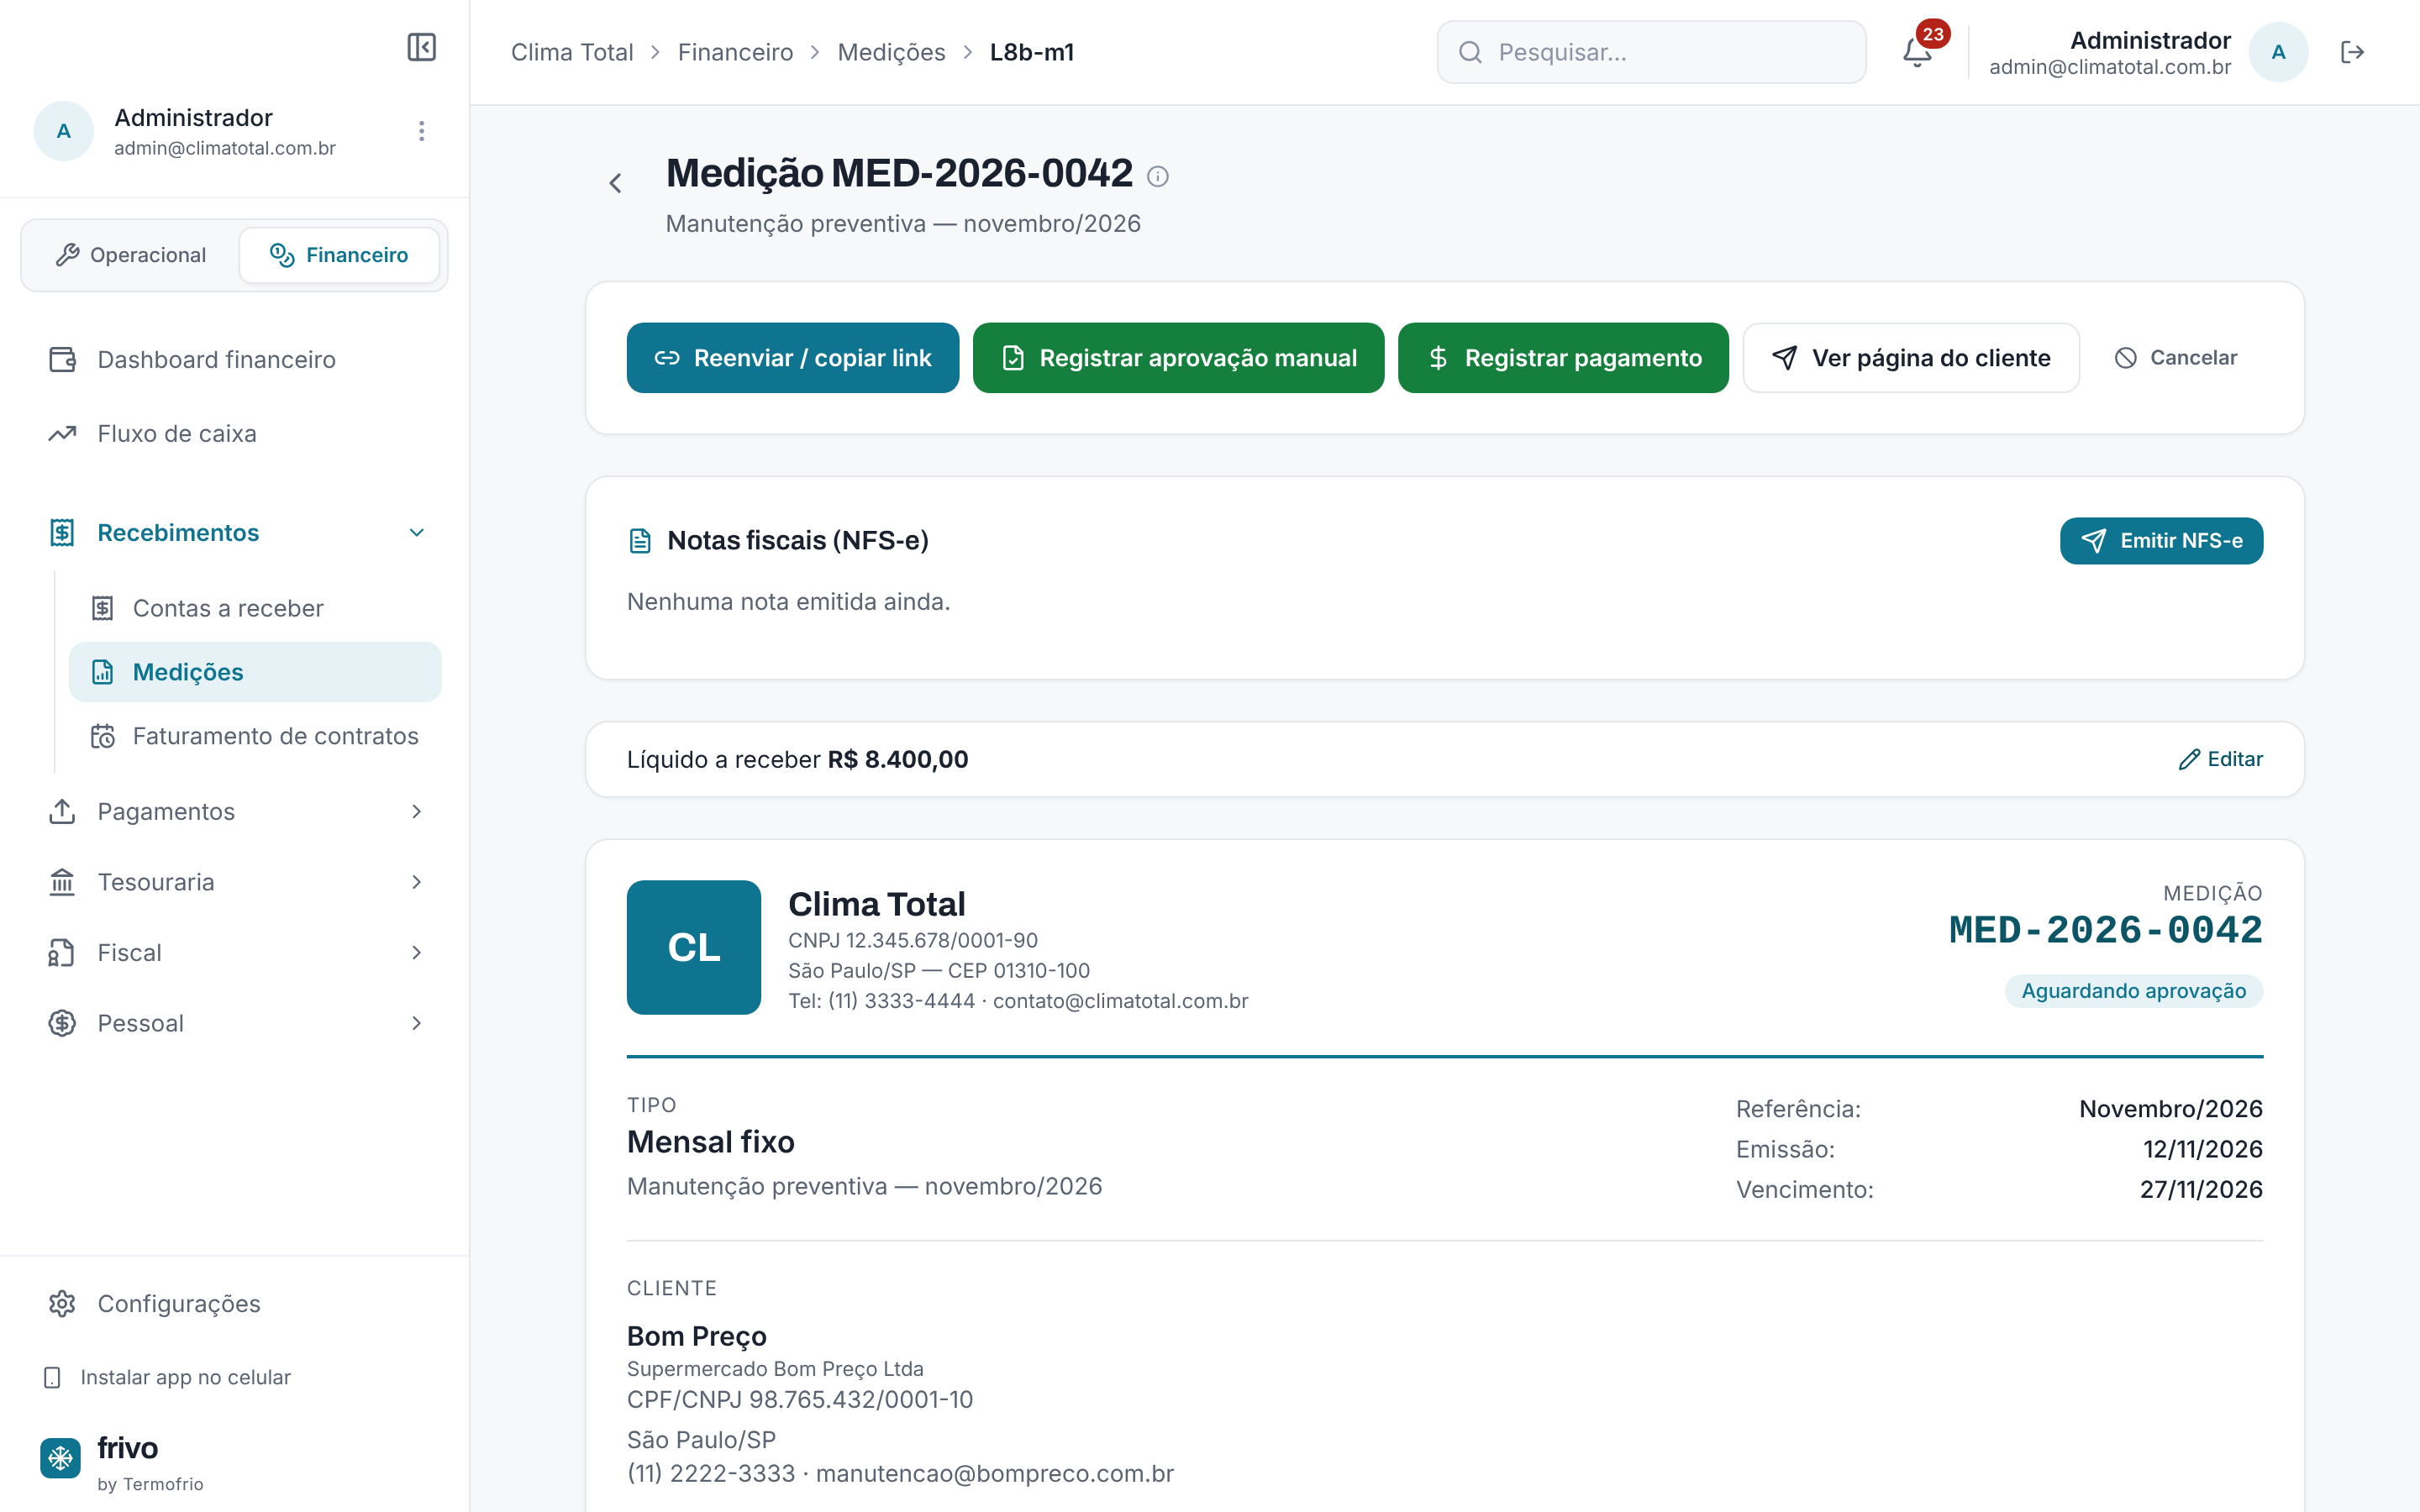 A
Administrador
admin@climatotal.com.br
Operacional
Financeiro
Dashboard financeiro
Fluxo de caixa
Recebimentos
Contas a receber
Medições
Faturamento de contratos
Pagamentos
Tesouraria
Fiscal
Pessoal
Configurações
Instalar app no celular
frivo
by Termofrio
Clima Total > Financeiro > Medições > L8b-m1
Pesquisar...
23
Administrador
admin@climatotal.com.br
A
Medição MED-2026-0042
Manutenção preventiva — novembro/2026
Reenviar / copiar link
Registrar aprovação manual
Registrar pagamento
Ver página do cliente
Cancelar
Notas fiscais (NFS-e)
Emitir NFS-e
Nenhuma nota emitida ainda.
Líquido a receber R$ 8.400,00
Editar
CL
Clima Total
CNPJ 12.345.678/0001-90
São Paulo/SP — CEP 01310-100
Tel: (11) 3333-4444 · contato@climatotal.com.br
MEDIÇÃO
MED-2026-0042
Aguardando aprovação
TIPO
Mensal fixo
Manutenção preventiva — novembro/2026
Referência: Novembro/2026
Emissão: 12/11/2026
Vencimento: 27/11/2026
CLIENTE
Bom Preço
Supermercado Bom Preço Ltda
CPF/CNPJ 98.765.432/0001-10
São Paulo/SP
(11) 2222-3333 · manutencao@bompreco.com.br